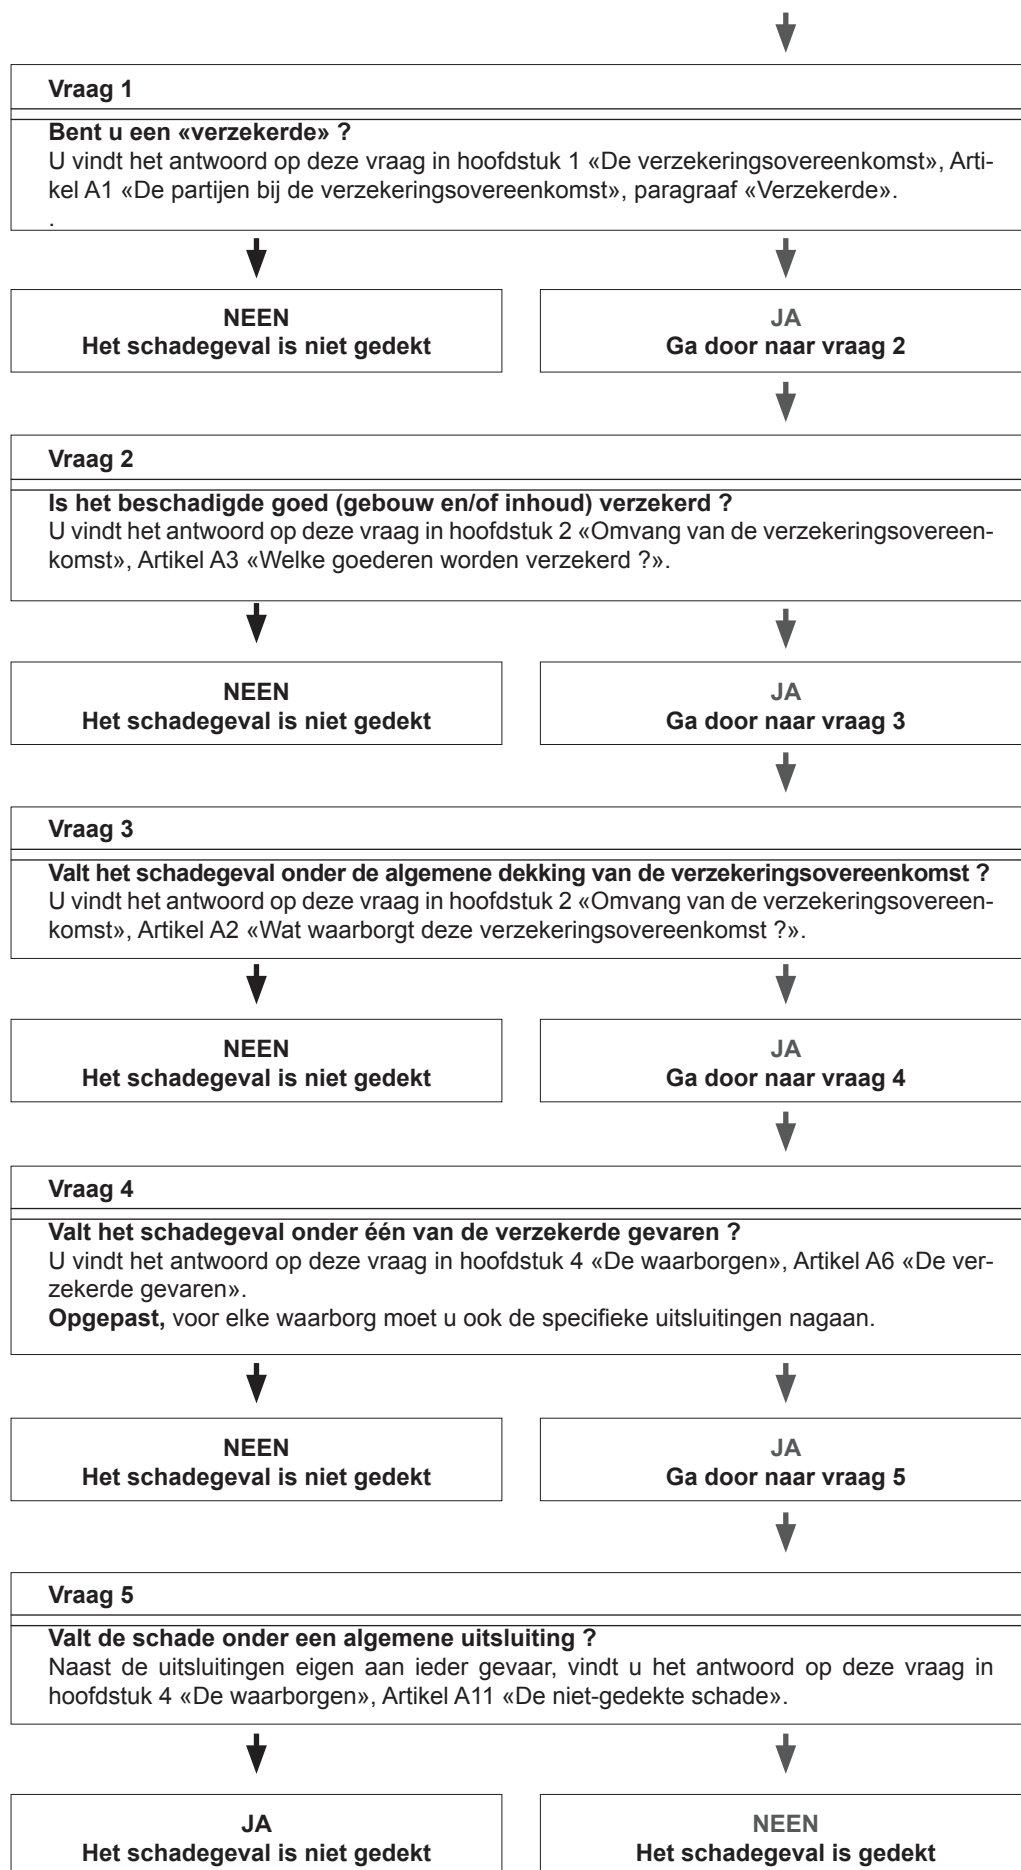 Vraag 1
Bent u een «verzekerde» ?
U vindt het antwoord op deze vraag in hoofdstuk 1 «De verzekeringsovereenkomst», Arti-
kel A1 «De partijen bij de verzekeringsovereenkomst», paragraaf «Verzekerde».
.
NEEN
Het schadegeval is niet gedekt
JA
Ga door naar vraag 2
Vraag 2
Is het beschadigde goed (gebouw en/of inhoud) verzekerd ?
U vindt het antwoord op deze vraag in hoofdstuk 2 «Omvang van de verzekeringsovereen-
komst», Artikel A3 «Welke goederen worden verzekerd ?».
NEEN
Het schadegeval is niet gedekt
JA
Ga door naar vraag 3
Vraag 3
Valt het schadegeval onder de algemene dekking van de verzekeringsovereenkomst ?
U vindt het antwoord op deze vraag in hoofdstuk 2 «Omvang van de verzekeringsovereen-
komst», Artikel A2 «Wat waarborgt deze verzekeringsovereenkomst ?».
NEEN
Het schadegeval is niet gedekt
JA
Ga door naar vraag 4
Vraag 4
Valt het schadegeval onder één van de verzekerde gevaren ?
U vindt het antwoord op deze vraag in hoofdstuk 4 «De waarborgen», Artikel A6 «De ver-
zekerde gevaren».
Opgepast, voor elke waarborg moet u ook de specifieke uitsluitingen nagaan.
NEEN
Het schadegeval is niet gedekt
JA
Ga door naar vraag 5
Vraag 5
Valt de schade onder een algemene uitsluiting ?
Naast de uitsluitingen eigen aan ieder gevaar, vindt u het antwoord op deze vraag in
hoofdstuk 4 «De waarborgen», Artikel A11 «De niet-gedekte schade».
JA
Het schadegeval is niet gedekt
NEEN
Het schadegeval is gedekt